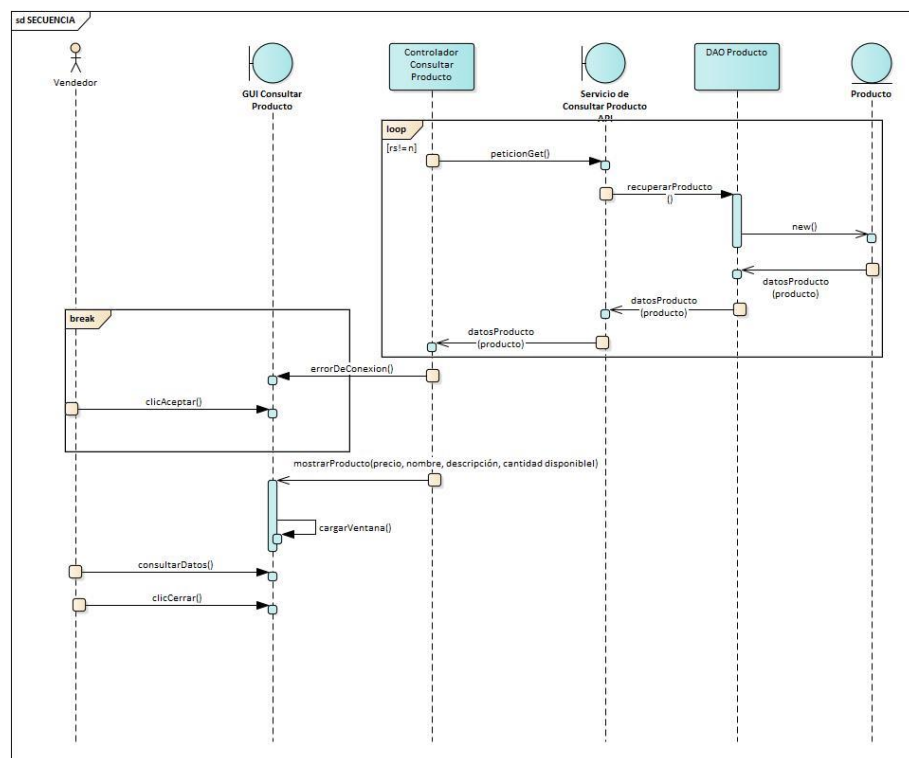 sd SECUENCIA
Vendedor
GUI Consultar
Producto
Controlador
Consultar
Producto
Servicio de
Consultar Producto
API
DAO Producto
Producto
loop
[rs!= n]
peticionGet()
recuperarProducto
()
new()
datosProducto
(producto)
datosProducto
(producto)
datosProducto
(producto)
break
errorDeConexion()
clicAceptar()
mostrarProducto(precio, nombre, descripción, cantidad disponiblel)
cargarVentana()
consultarDatos()
clicCerrar()